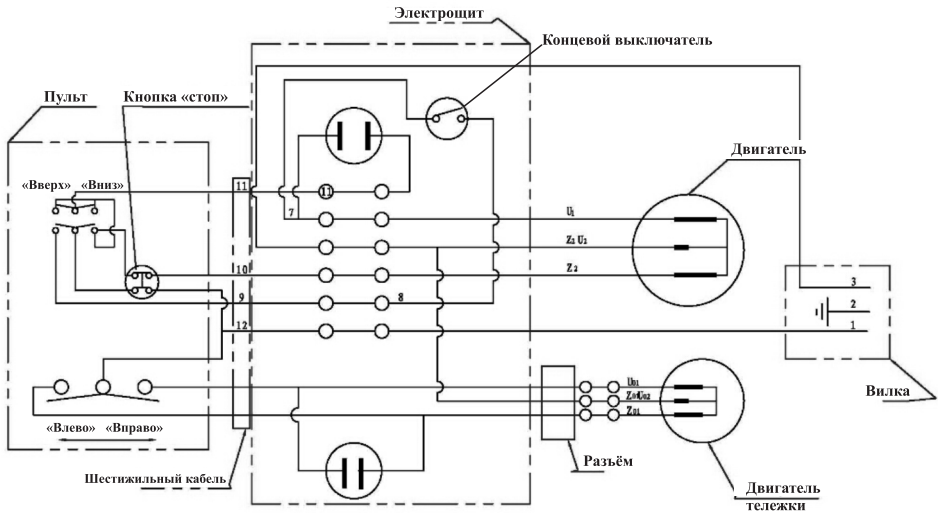 Электрощит
Концевой выключатель
Пульт
Кнопка «стоп»
Двигатель
«Вверх» «Вниз»
11
11
7
U1
Z1 U2
10
Z2
9
8
12
3
2
1
Вилка
U01
Z01U02
Z01
«Влево» «Вправо»
Разъём
Шестижильный кабель
Двигатель
тележки